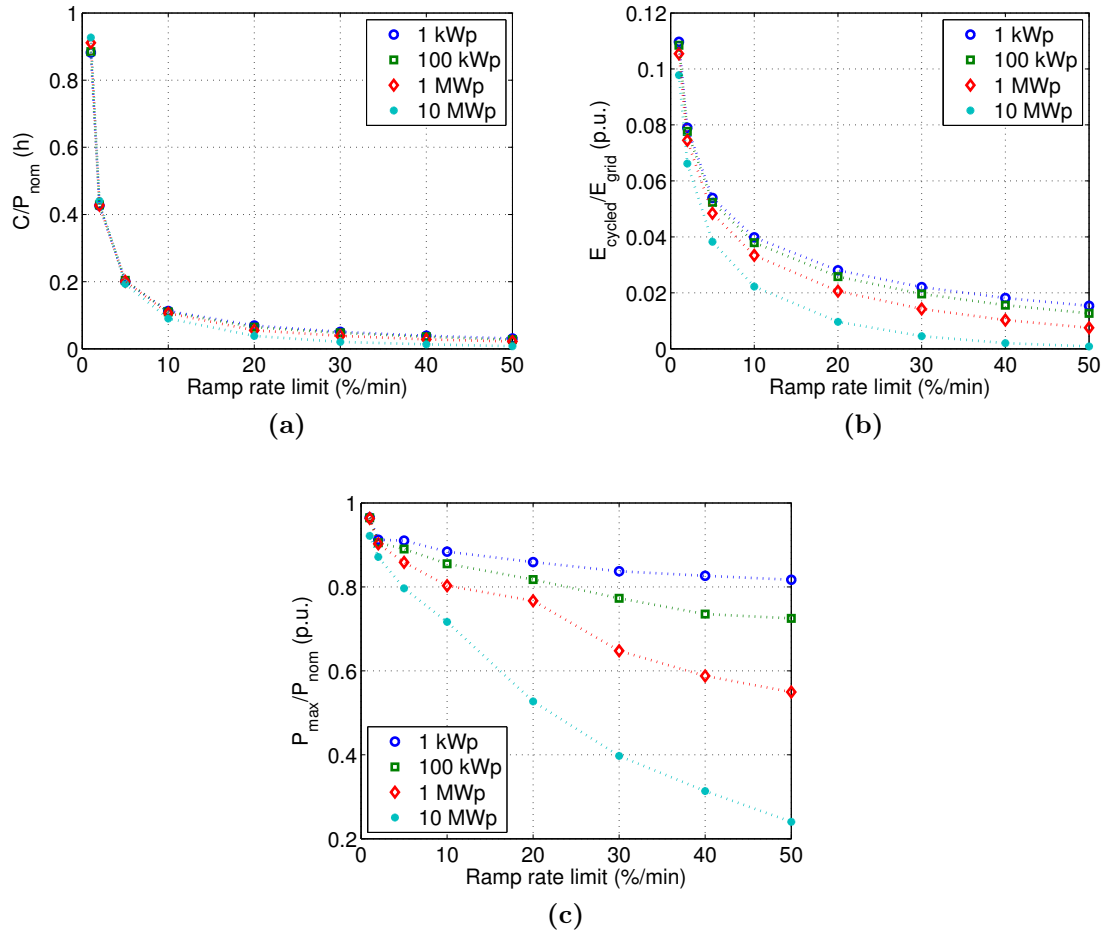 1
0.8
0.6
0.4
0.2
0
C/P_nom (h)
0 10 20 30 40 50
Ramp rate limit (%/min)
1 kWp
100 kWp
1 MWp
10 MWp
(a)
0.12
0.1
0.08
0.06
0.04
0.02
0
E_cycled/E_grid (p.u.)
0 10 20 30 40 50
Ramp rate limit (%/min)
1 kWp
100 kWp
1 MWp
10 MWp
(b)
1
0.8
0.6
0.4
0.2
P_max/P_nom (p.u.)
1 kWp
100 kWp
1 MWp
10 MWp
0 10 20 30 40 50
Ramp rate limit (%/min)
(c)